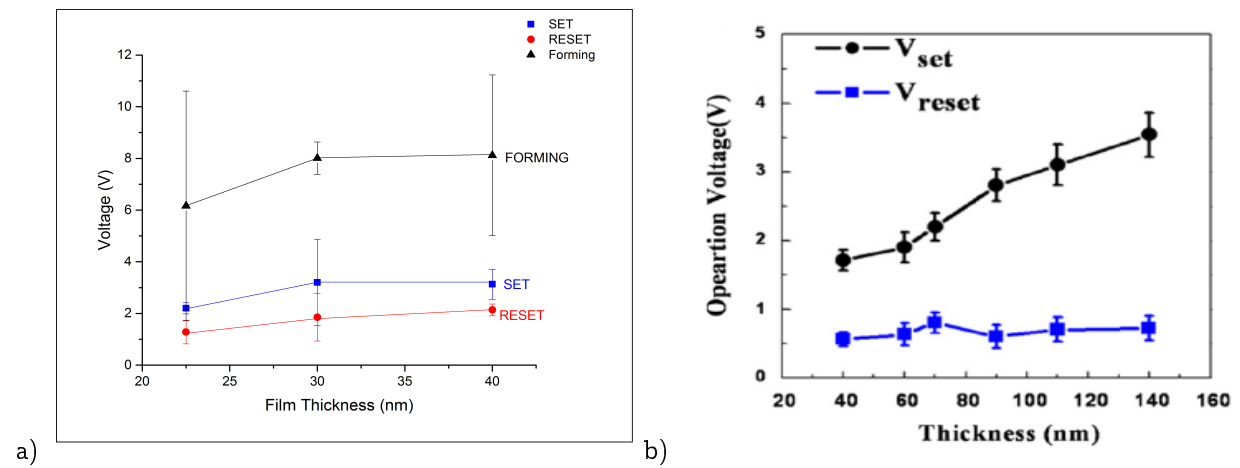 SET
RESET
Forming
12
10
8
6
4
2
0
Voltage (V)
FORMING
SET
RESET
20
25
30
35
40
Film Thickness (nm)
a)
5
4
3
2
1
0
Opeartion Voltage(V)
Vset
Vreset
20
40
60
80
100
120
140
160
Thickness (nm)
b)